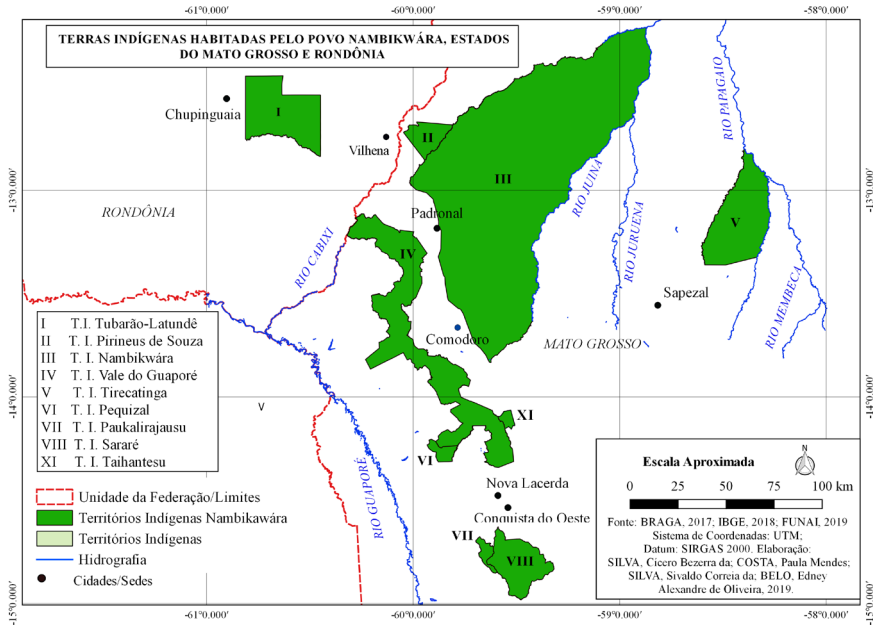 -61°0.000'
-60°0.000'
-59°0.000'
-58°0.000'
TERRAS INDÍGENAS HABITADAS PELO POVO NAMBIKWÁRA, ESTADOS
DO MATO GROSSO E RONDÔNIA
Chupinguaia
I
Vilhena
II
RIO PAPAGAIO
-13°0.000'
-13°0.000'
III
RIO JUINA
RONDÔNIA
Padronal
V
RIO CABIXI
IV
RIO JURUENA
Sapezal
RIO MEMBECA
Comodoro
MATO GROSSO
I T.I. Tubarão-Latundê
II T. I. Pirineus de Souza
III T. I. Nambikwára
IV T. I. Vale do Guaporé
V T. I. Tirecatinga
VI T. I. Pequizal
VII T. I. Paukalirajausu
VIII T. I. Sararé
XI T. I. Taihantesu
-14°0.000'
-14°0.000'
V
XI
VI
RIO GUAPORÉ
Nova Lacerda
Conquista do Oeste
VII
VIII
Unidade da Federação/Limites
Territórios Indígenas Nambikawára
Territórios Indígenas
Hidrografia
Cidades/Sedes
N
Escala Aproximada
0 25 50 75 100 km
Fonte: BRAGA, 2017; IBGE, 2018; FUNAI, 2019
Sistema de Coordenadas: UTM;
Datum: SIRGAS 2000. Elaboração:
SILVA, Cicero Bezerra da; COSTA, Paula Mendes;
SILVA, Sivaldo Correia da; BELO, Edney
Alexandre de Oliveira, 2019.
-15°0.000'
-15°0.000'
-61°0.000'
-60°0.000'
-59°0.000'
-58°0.000'